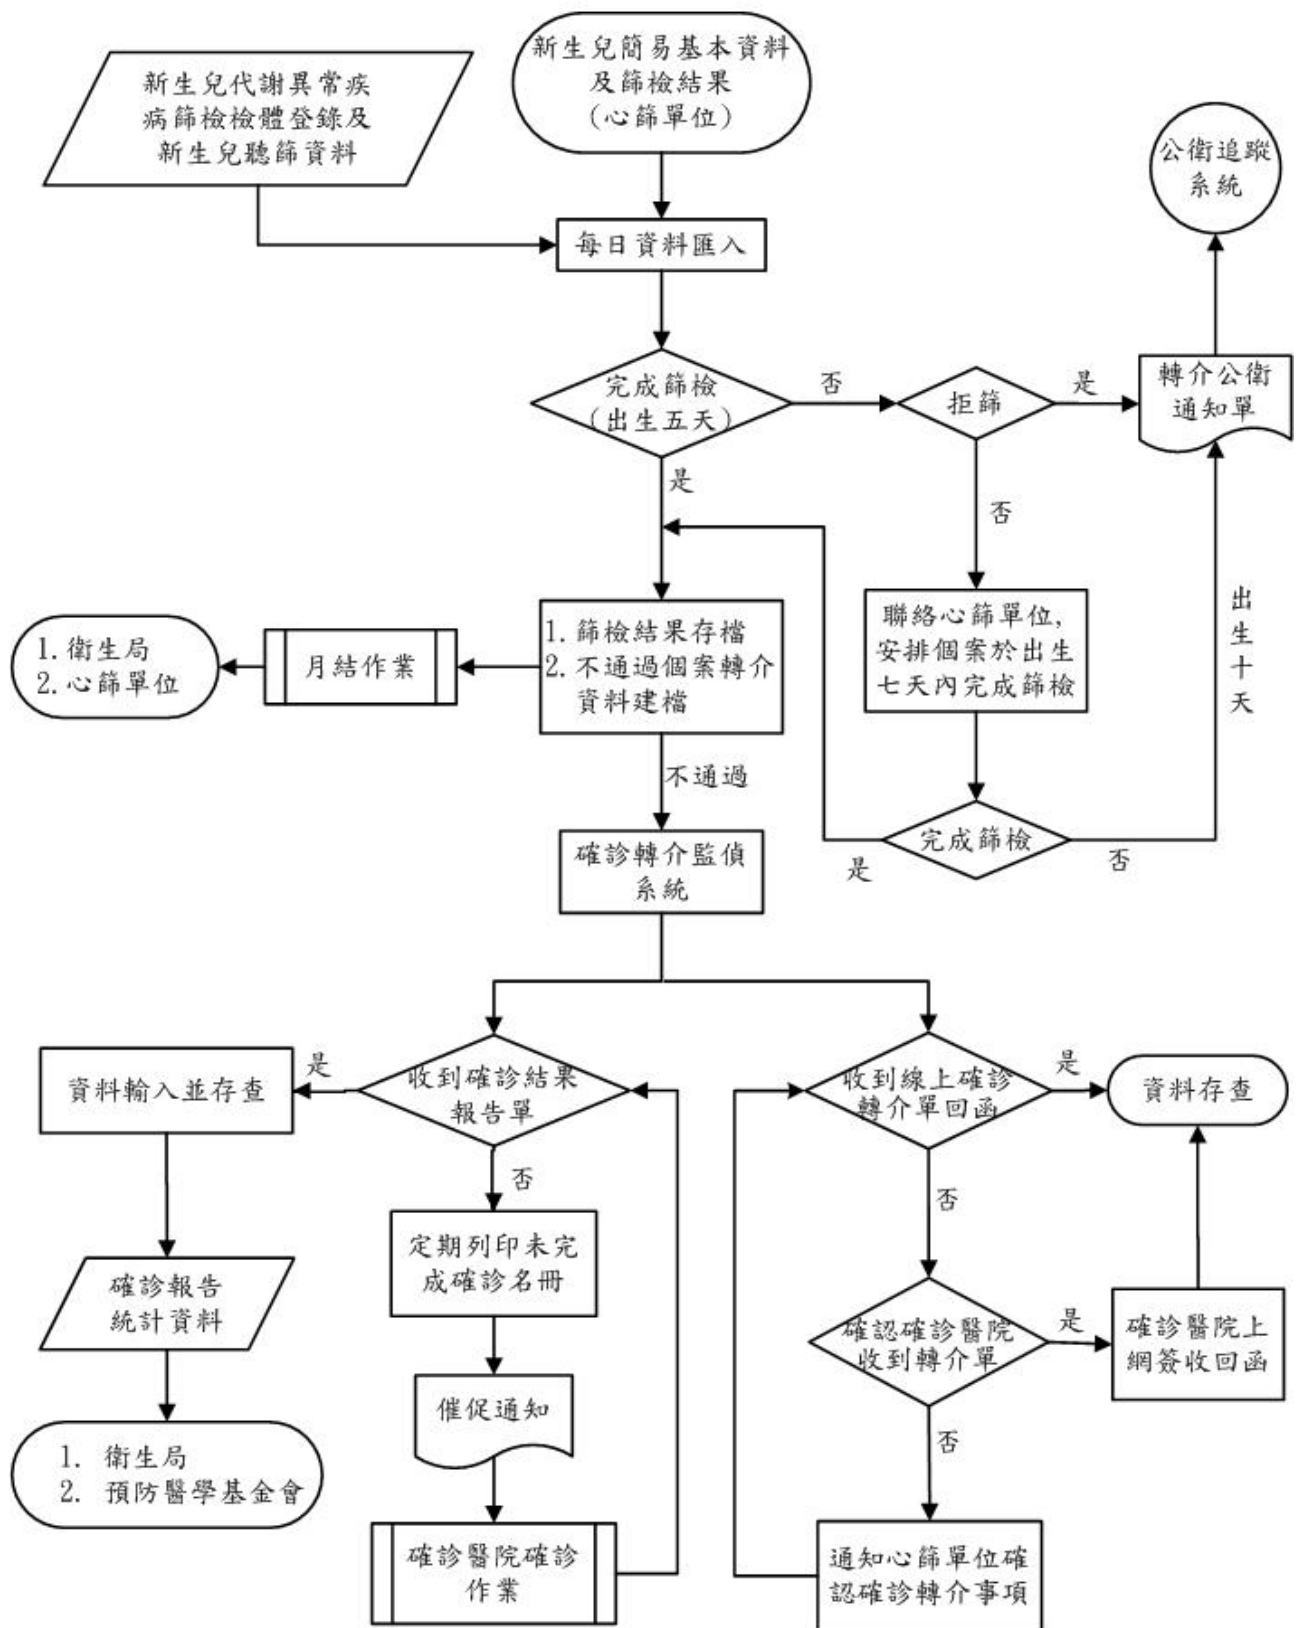 新生兒簡易基本資料
及篩檢結果
(心篩單位)
新生兒代謝異常疾
病篩檢檢體登錄及
新生兒聽篩資料
公衛追蹤
系統
每日資料匯入
完成篩檢
(出生五天)
否
拒篩
是
轉介公衛
通知單
是
否
出生十天
聯絡心篩單位,
安排個案於出生
七天內完成篩檢
1. 篩檢結果存檔
2. 不通過個案轉介
資料建檔
月結作業
1. 衛生局
2. 心篩單位
不通過
完成篩檢
是
否
確診轉介監偵
系統
資料輸入並存查
是
收到確診結果
報告單
收到線上確診
轉介單回函
是
資料存查
否
否
定期列印未完
成確診名冊
確診報告
統計資料
確認確診醫院
收到轉介單
是
確診醫院上
網簽收回函
催促通知
否
1. 衛生局
2. 預防醫學基金會
確診醫院確診
作業
通知心篩單位確
認確診轉介事項